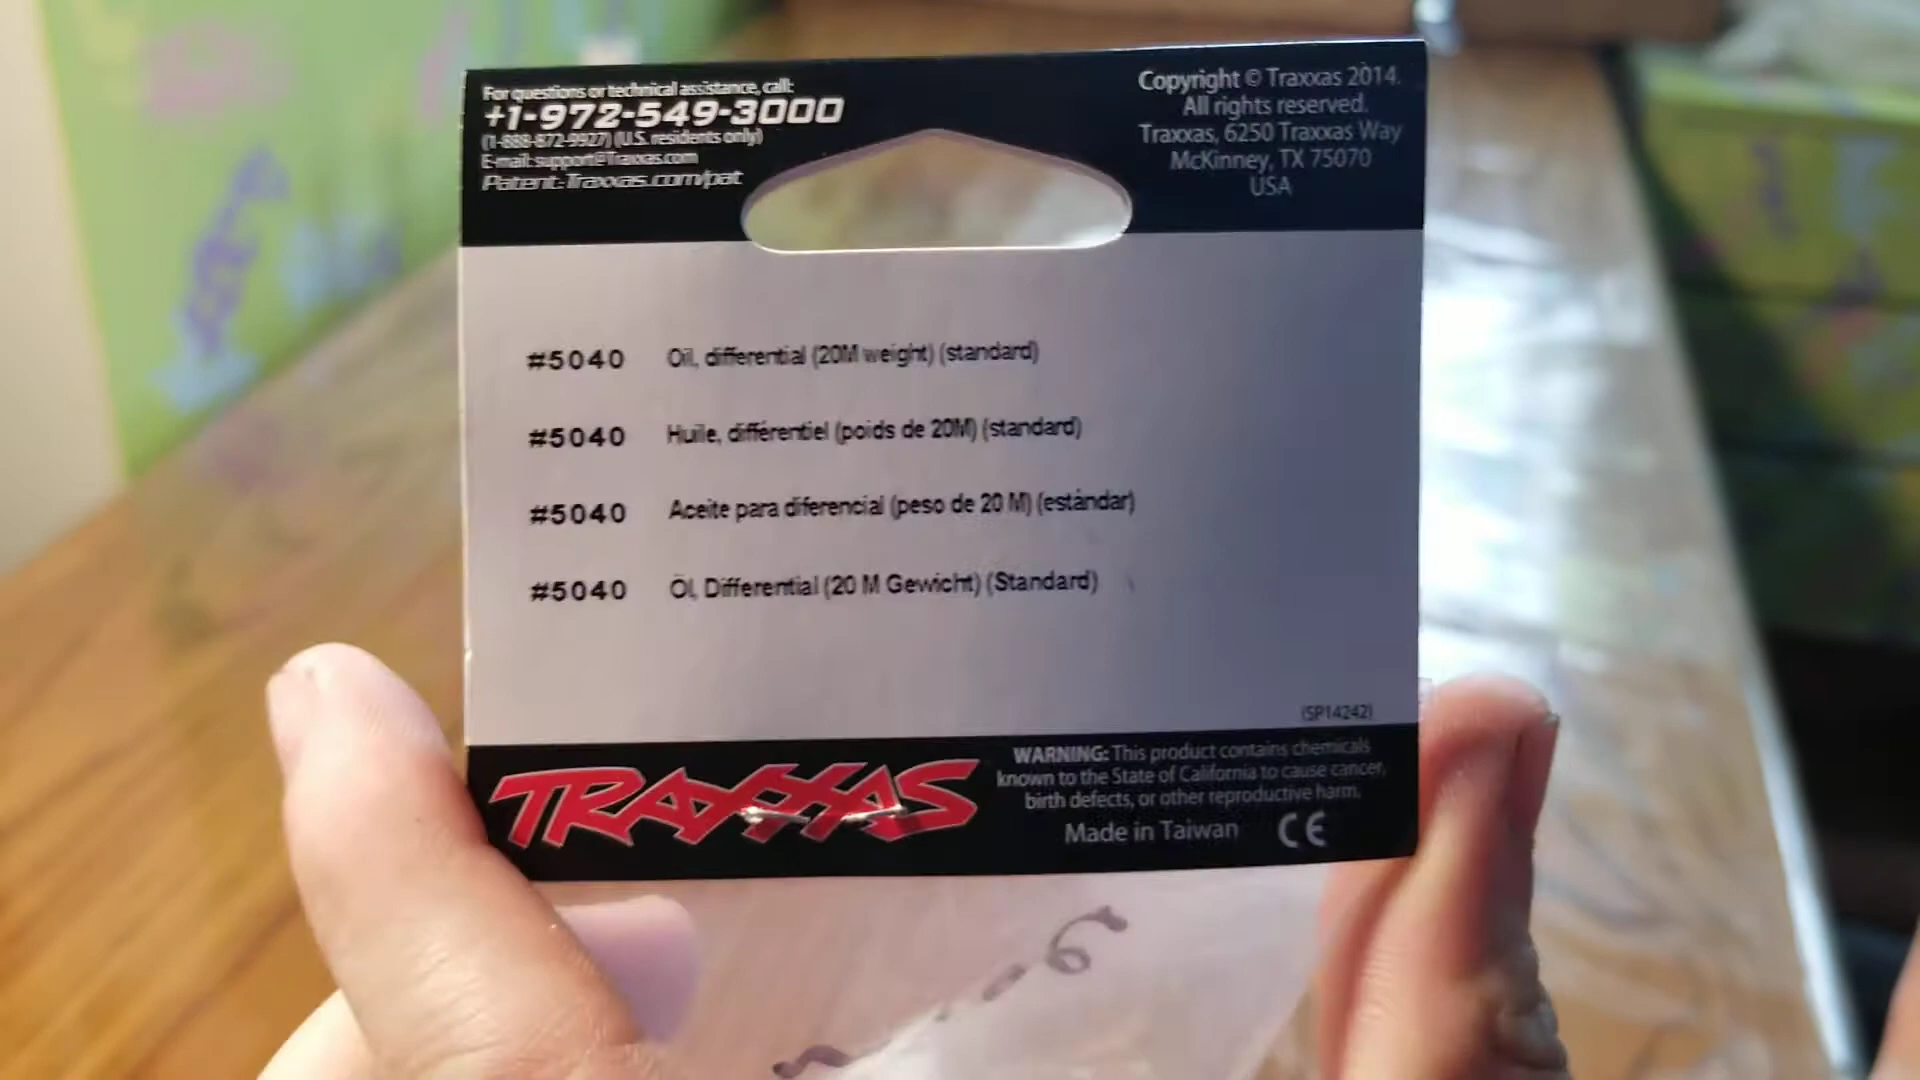 For questions or technical assistance, call:
+1-972-549-3000
(1-888-872-9927) (U.S. residents only)
E-mail: support@Traxxas.com
Patent: Traxxas.com/pat
Copyright © Traxxas 2014.
All rights reserved.
Traxxas, 6250 Traxxas Way
McKinney, TX 75070
USA
#5040 Oil, differential (20M weight) (standard)
#5040 Huile, différentiel (poids de 20M) (standard)
#5040 Aceite para diferencial (peso de 20 M) (estándar)
#5040 Öl, Differential (20 M Gewicht) (Standard)
(SP14242)
TRAXXAS
WARNING: This product contains chemicals
known to the State of California to cause cancer,
birth defects, or other reproductive harm.
Made in Taiwan CE